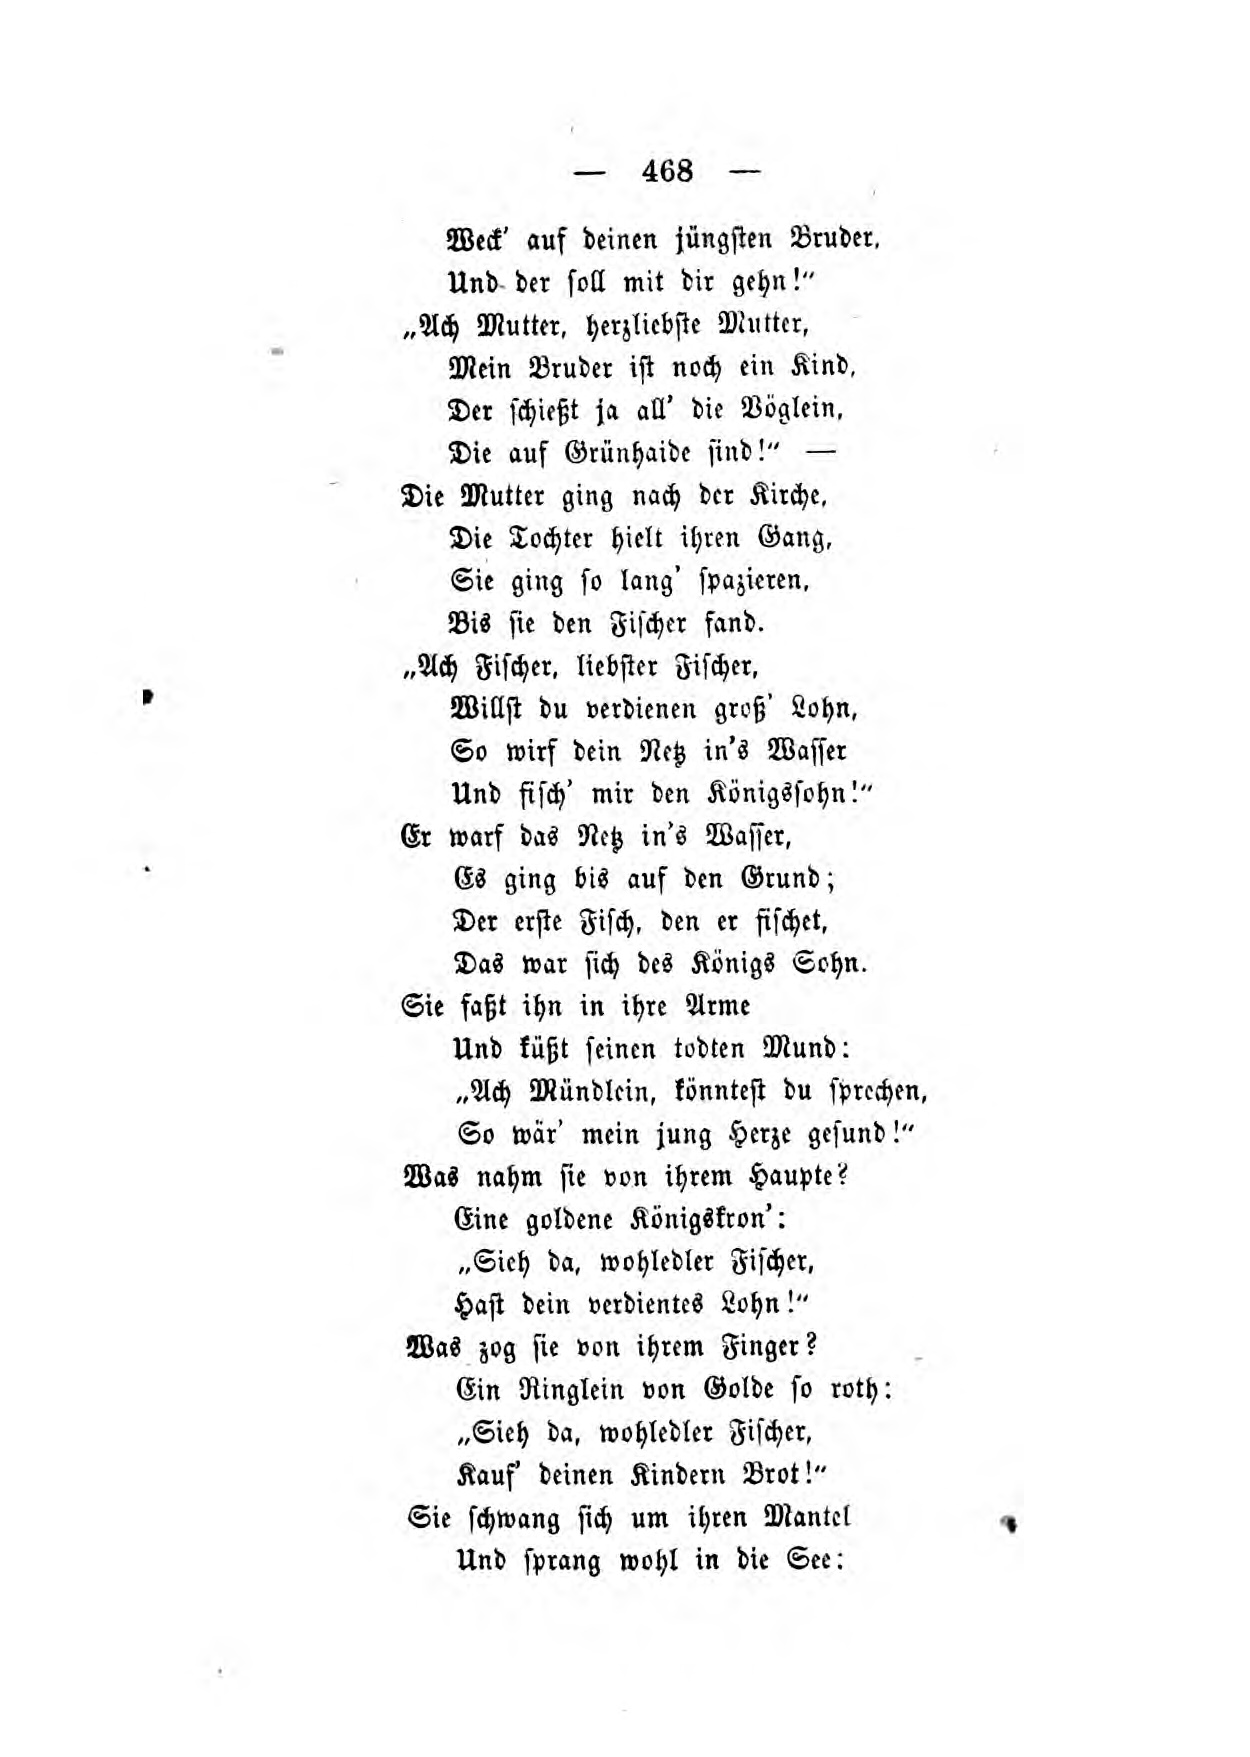 — 468 —
Weck' auf deinen jüngſten Bruder,
Und der ſoll mit dir gehn!“
„Ach Mutter, herzliebſte Mutter,
Mein Bruder iſt noch ein Kind,
Der ſchießt ja all' die Vöglein,
Die auf Grünhaide ſind!“ —
Die Mutter ging nach der Kirche,
Die Tochter hielt ihren Gang,
Sie ging ſo lang' ſpazieren,
Bis ſie den Fiſcher fand.
„Ach Fiſcher, liebſter Fiſcher,
Willſt du verdienen groß' Lohn,
So wirf dein Netz in's Waſſer
Und fiſch' mir den Königsſohn!“
Er warf das Netz in's Waſſer,
Es ging bis auf den Grund;
Der erſte Fiſch, den er fiſchet,
Das war ſich des Königs Sohn.
Sie faßt ihn in ihre Arme
Und küßt ſeinen todten Mund:
„Ach Mündlein, könnteſt du ſprechen,
So wär' mein jung Herze geſund!“
Was nahm ſie von ihrem Haupte?
Eine goldene Königskron':
„Sieh da, wohledler Fiſcher,
Haſt dein verdientes Lohn!“
Was zog ſie von ihrem Finger?
Ein Ringlein von Golde ſo roth:
„Sieh da, wohledler Fiſcher,
Kauf' deinen Kindern Brot!“
Sie ſchwang ſich um ihren Mantel
Und ſprang wohl in die See: